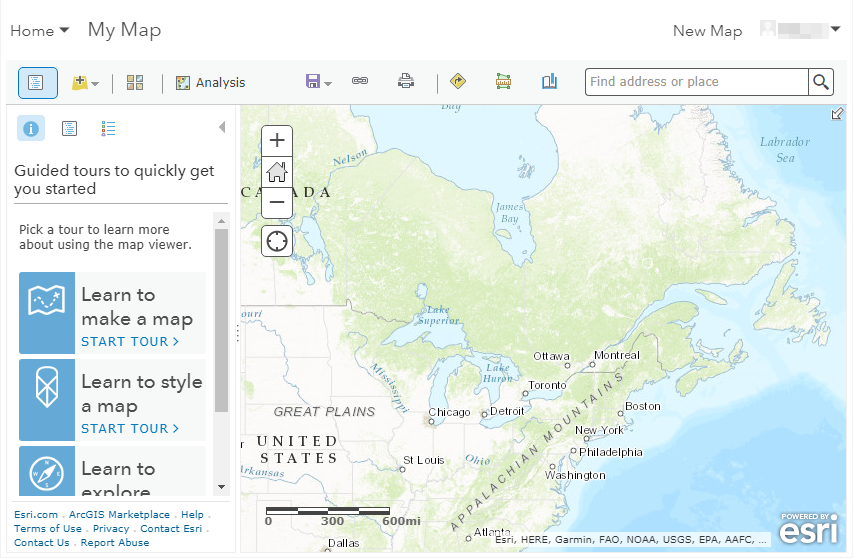 Home
My Map
New Map
Analysis
Find address or place
Guided tours to quickly get
you started
Pick a tour to learn more
about using the map viewer.
Learn to
make a map
START TOUR >
Learn to style
a map
START TOUR >
Learn to
explore
Esri.com . ArcGIS Marketplace . Help .
Terms of Use . Privacy . Contact Esri .
Contact Us . Report Abuse
Bay
Labrador
Sea
Nelson
CANADA
James
Bay
ouri
Lake
Superior
Ottawa
Montreal
Lake
Huron
Toronto
Mississippi
GREAT PLAINS
Chicago
Detroit
Boston
New York
UNITED
STATES
Philadelphia
St Louis
Ohio
Washington
Arkansas
APPALACHIAN MOUNTAINS
0 300 600mi
Atlanta
Dallas
Esri, HERE, Garmin, FAO, NOAA, USGS, EPA, AAFC, ...
POWERED BY
esri